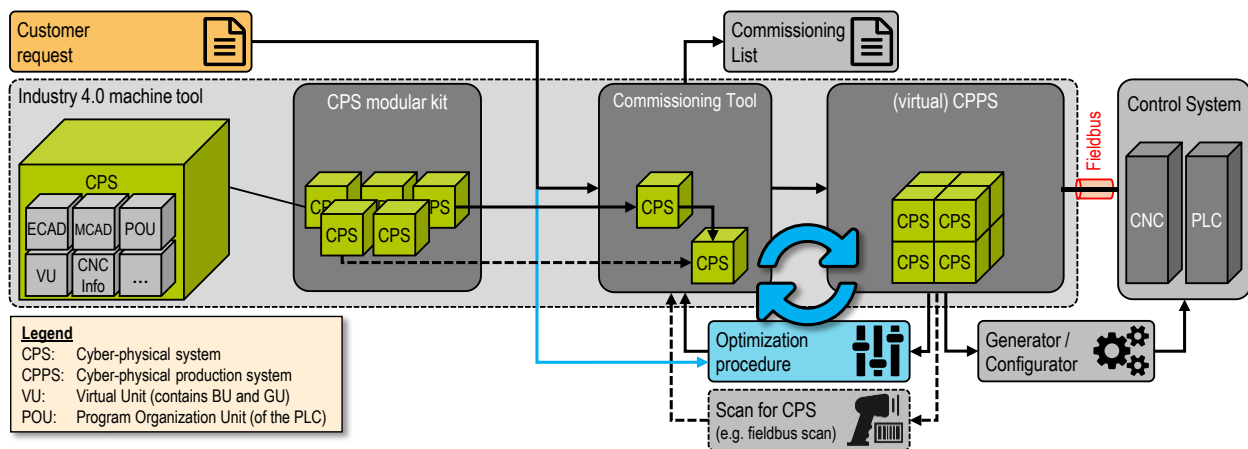 Customer
request
Commissioning
List
Industry 4.0 machine tool
CPS modular kit
Commissioning Tool
(virtual) CPPS
Control System
Fieldbus
CPS
ECAD
MCAD
POU
VU
CNC
Info
...
CPS
CPS
CPS
CPS
CPS
CPS
CPS
CPS
CPS
CPS
CNC
PLC
Optimization
procedure
Generator /
Configurator
Scan for CPS
(e.g. fieldbus scan)
Legend
CPS: Cyber-physical system
CPPS: Cyber-physical production system
VU: Virtual Unit (contains BU and GU)
POU: Program Organization Unit (of the PLC)